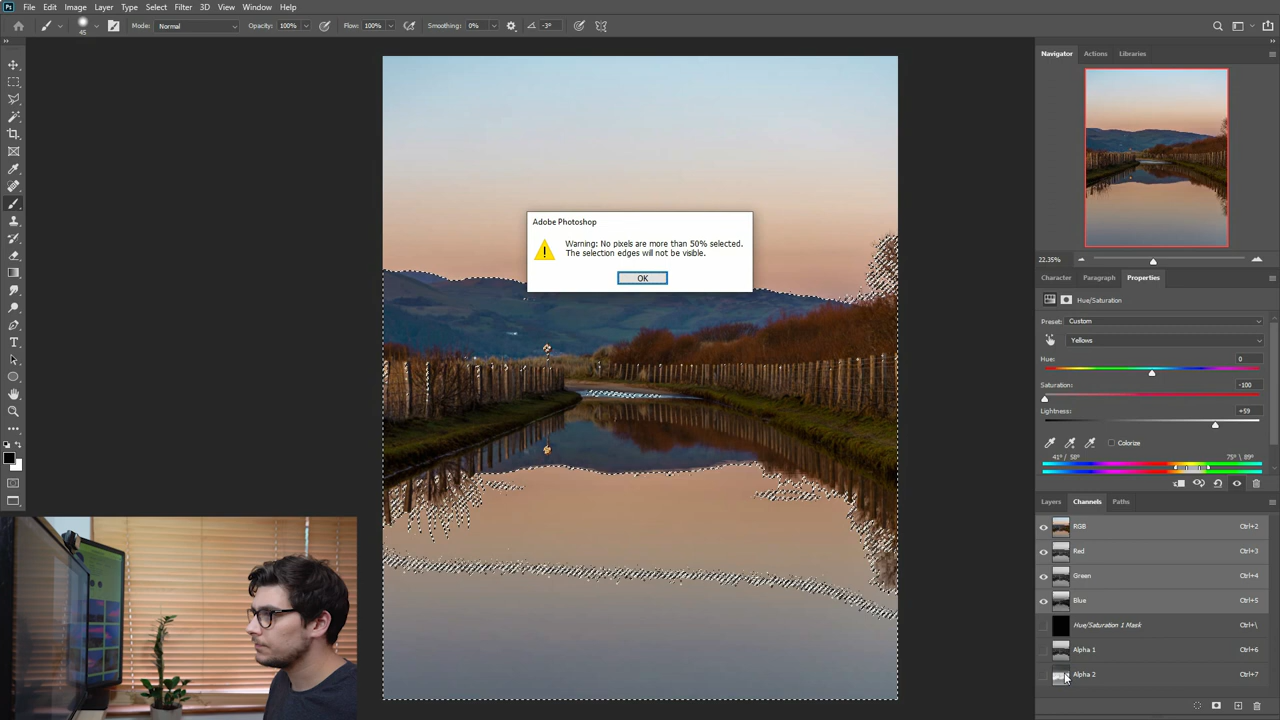 Ps File Edit Image Layer Type Select Filter 3D View Window Help
45 Mode: Normal Opacity: 100% Flow: 100% Smoothing: 0% -3°
Navigator Actions Libraries
22.35%
Character Paragraph Properties
Hue/Saturation
Preset: Custom
Yellows
Hue: 0
Saturation: -100
Lightness: +59
Colorize
41° / 58° 75° \ 89°
Layers Channels Paths
RGB Ctrl+2
Red Ctrl+3
Green Ctrl+4
Blue Ctrl+5
Hue/Saturation 1 Mask Ctrl+\
Alpha 1 Ctrl+6
Alpha 2 Ctrl+7
Adobe Photoshop
Warning: No pixels are more than 50% selected.
The selection edges will not be visible.
OK